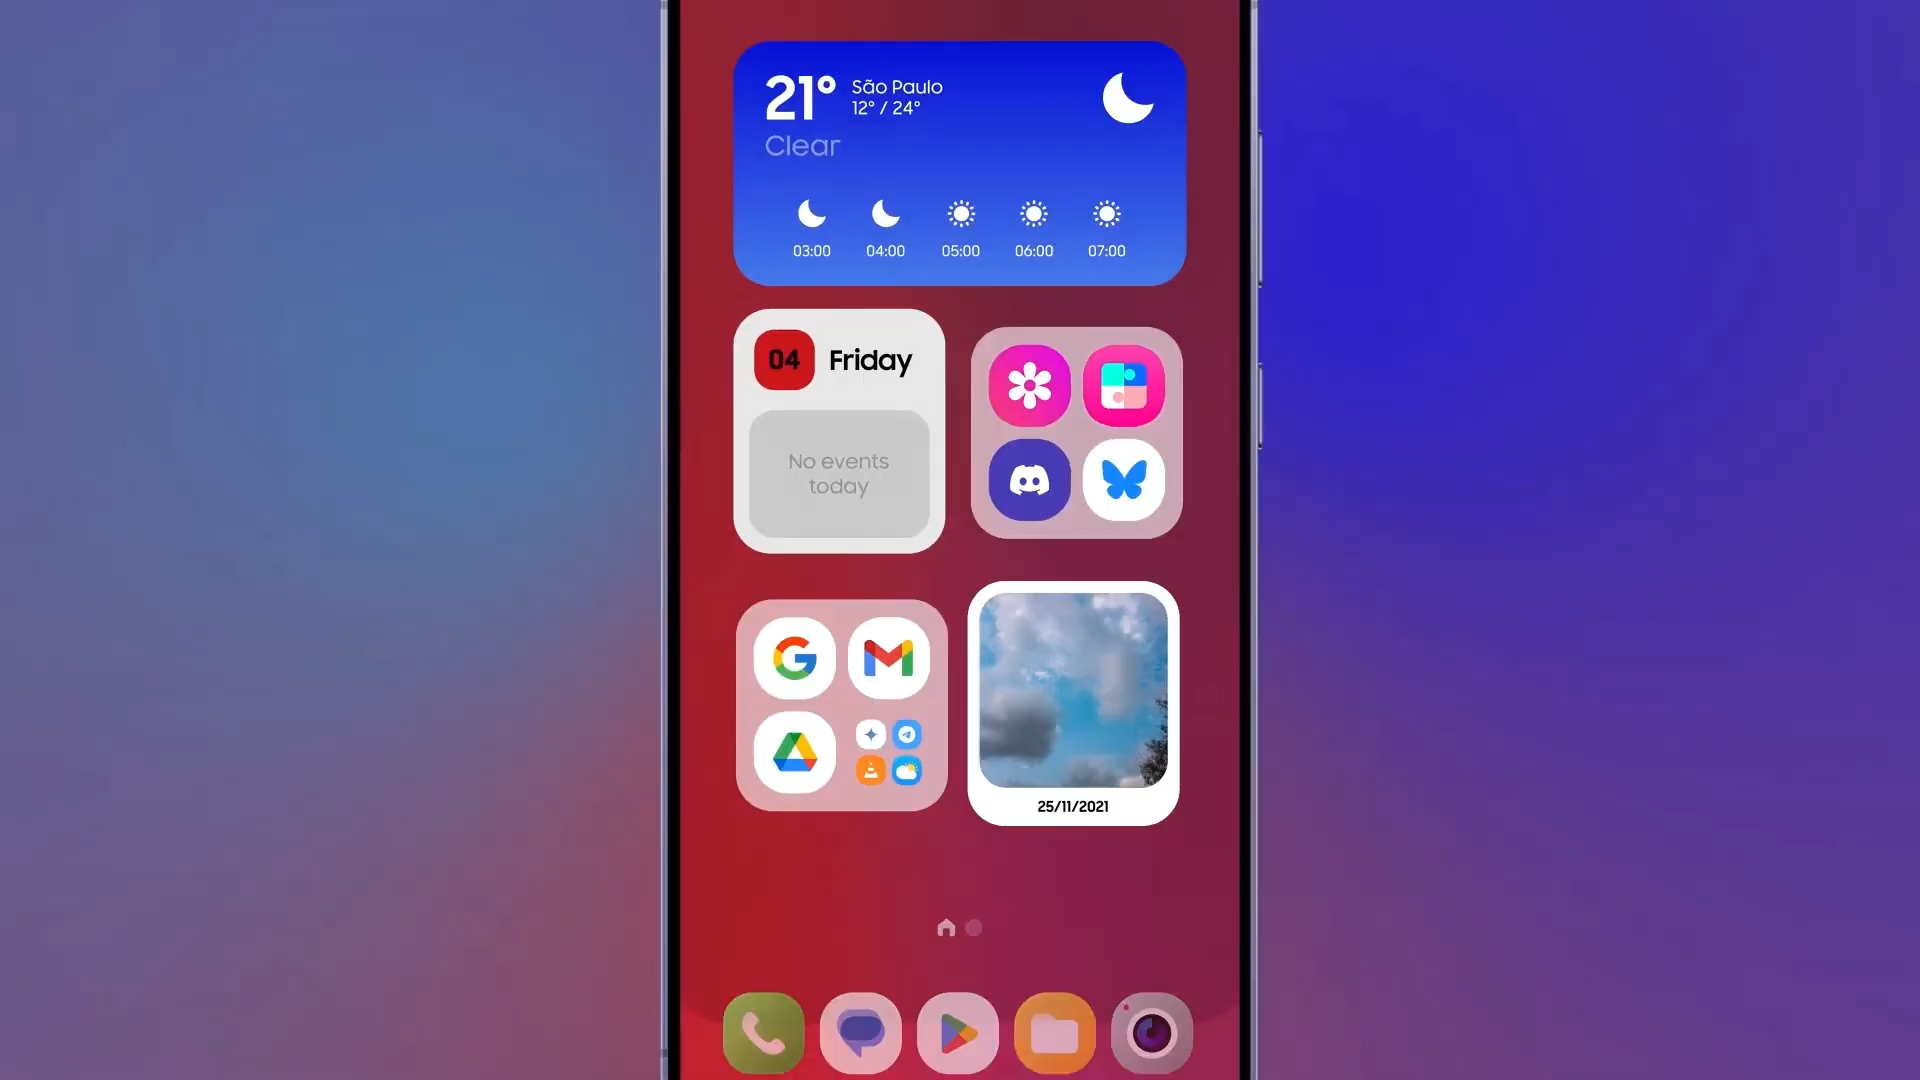 21°
São Paulo
12° / 24°
Clear
03:00 04:00 05:00 06:00 07:00
04 Friday
No events
today
25/11/2021